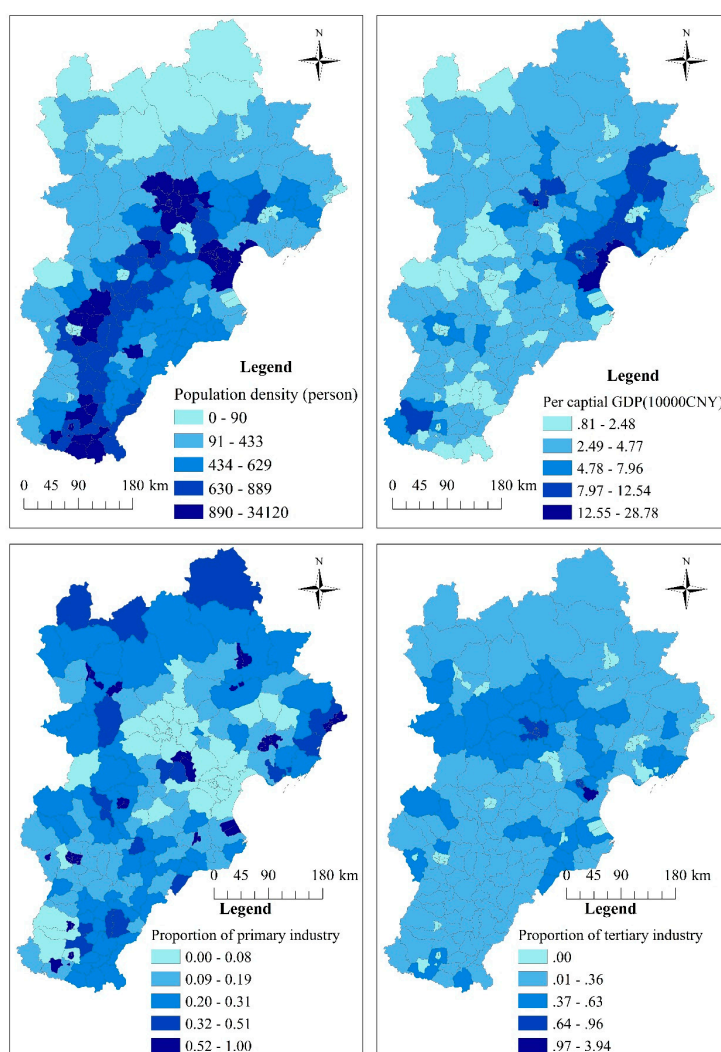 N
Legend
Population density (person)
0 - 90
91 - 433
434 - 629
630 - 889
890 - 34120
0 45 90 180 km
N
Legend
Per captial GDP(10000CNY)
.81 - 2.48
2.49 - 4.77
4.78 - 7.96
7.97 - 12.54
12.55 - 28.78
0 45 90 180 km
N
0 45 90 180 km
Legend
Proportion of primary industry
0.00 - 0.08
0.09 - 0.19
0.20 - 0.31
0.32 - 0.51
0.52 - 1.00
N
0 45 90 180 km
Legend
Proportion of tertiary industry
.00
.01 - .36
.37 - .63
.64 - .96
.97 - 3.94